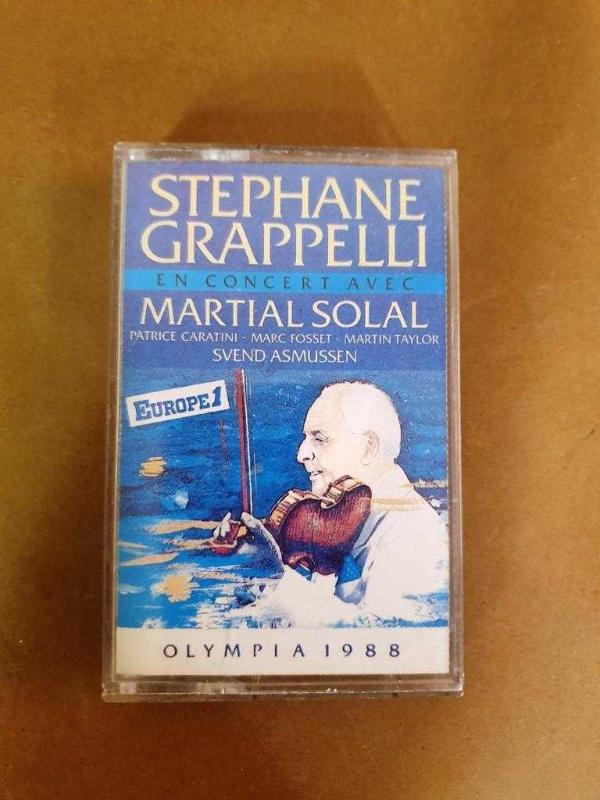 STEPHANE
GRAPPELLI
EN CONCERT AVEC
MARTIAL SOLAL
PATRICE CARATINI - MARC FOSSET - MARTIN TAYLOR
SVEND ASMUSSEN
EUROPE 1
OLYMPIA 1988